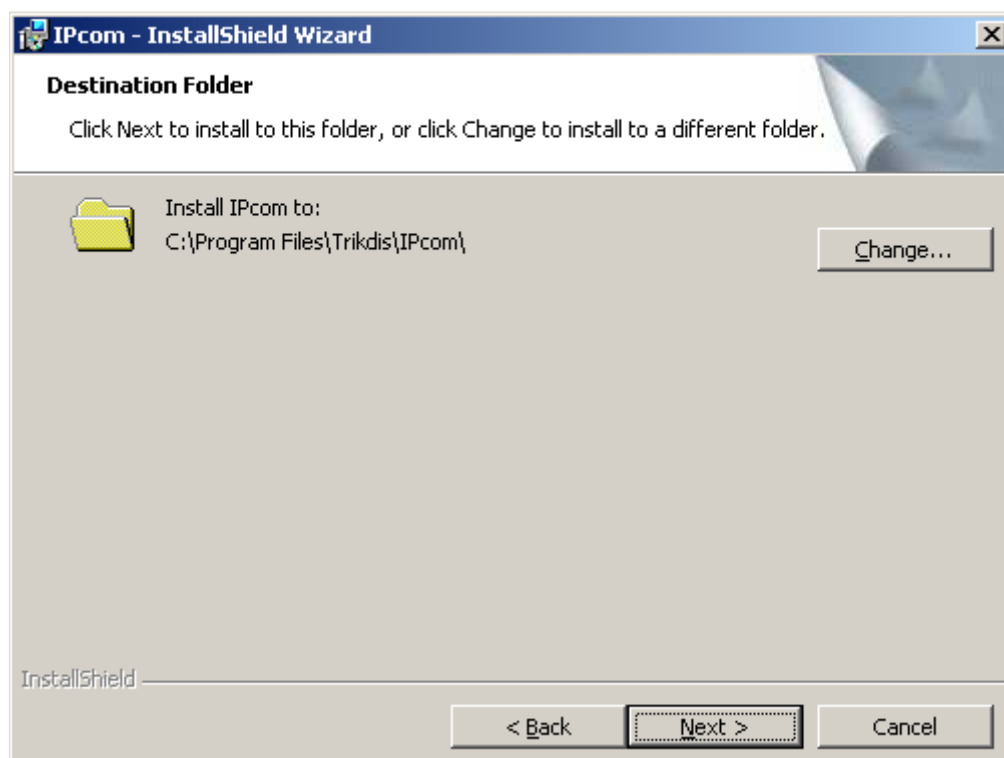 IPcom - InstallShield Wizard
Destination Folder
Click Next to install to this folder, or click Change to install to a different folder.
Install IPcom to:
C:\Program Files\Trikdis\IPcom\
Change...
InstallShield
< Back
Next >
Cancel